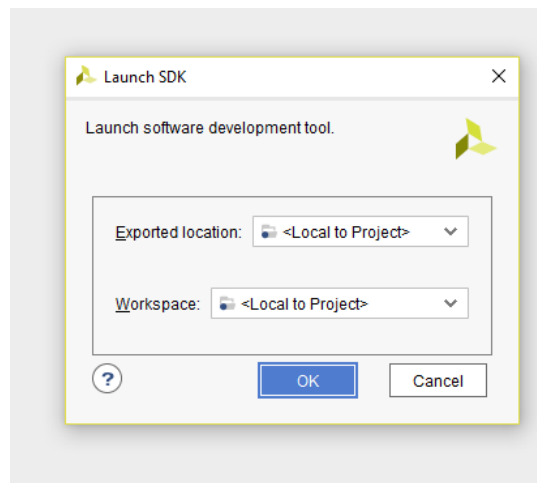 Launch SDK
Launch software development tool.
Exported location: <Local to Project>
Workspace: <Local to Project>
?
OK Cancel